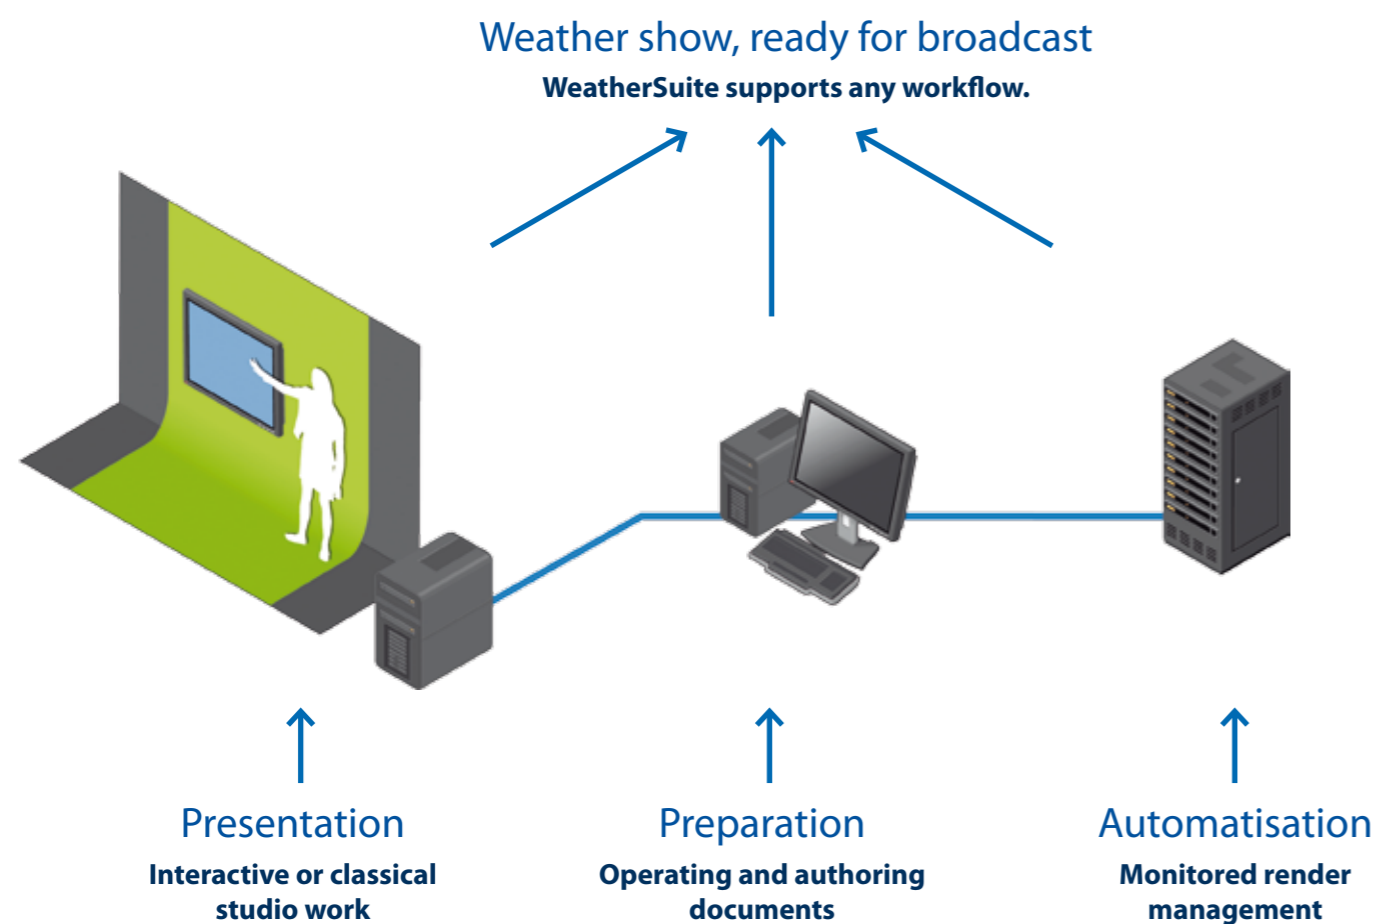 Weather show, ready for broadcast
WeatherSuite supports any workflow.
Presentation
Interactive or classical
studio work
Preparation
Operating and authoring
documents
Automatisation
Monitored render
management